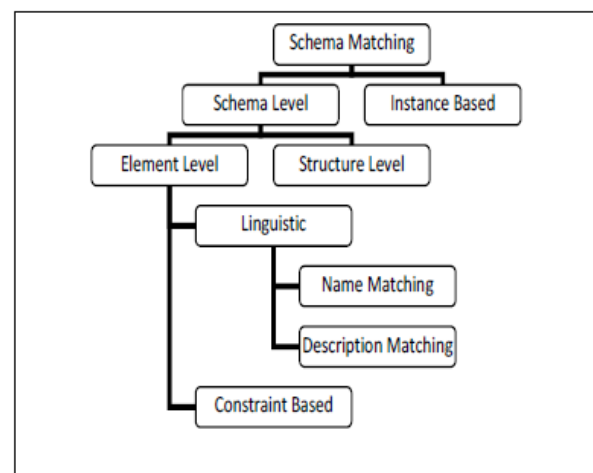 Schema Matching
Schema Level
Instance Based
Element Level
Structure Level
Linguistic
Name Matching
Description Matching
Constraint Based